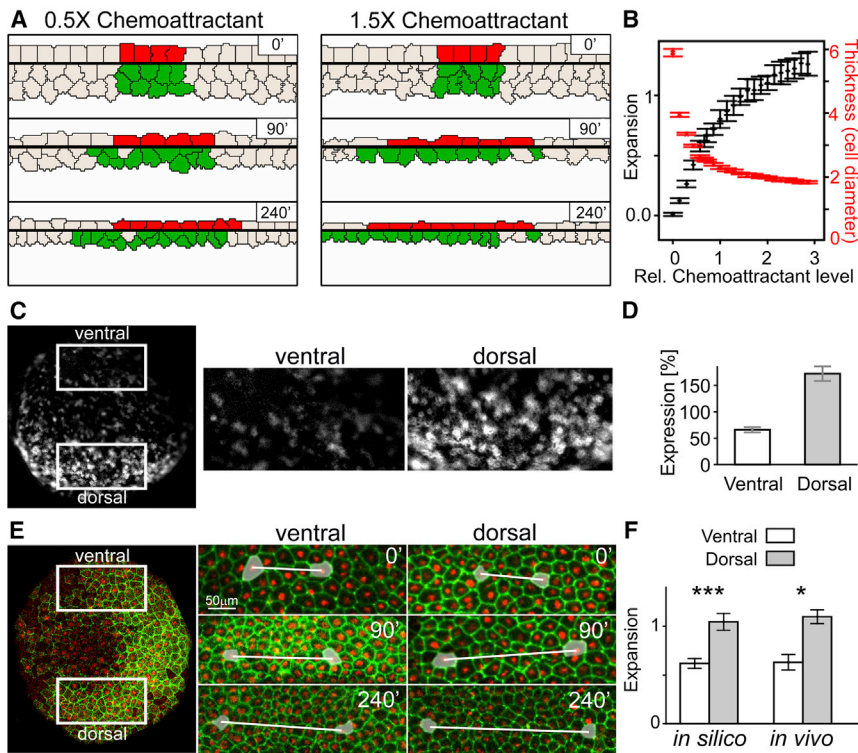 A
0.5X Chemoattractant
1.5X Chemoattractant
0'
0'
90'
90'
240'
240'
B
Expansion
1
0.0
Thickness (cell diameter)
6
4
2
0
0 1 2 3
Rel. Chemoattractant level
C
ventral
dorsal
ventral
dorsal
D
Expression [%]
150
100
50
0
Ventral Dorsal
E
ventral
dorsal
ventral
dorsal
0'
0'
50μm
90'
90'
240'
240'
F
Ventral
Dorsal
Expansion
1
0
***
*
in silico in vivo